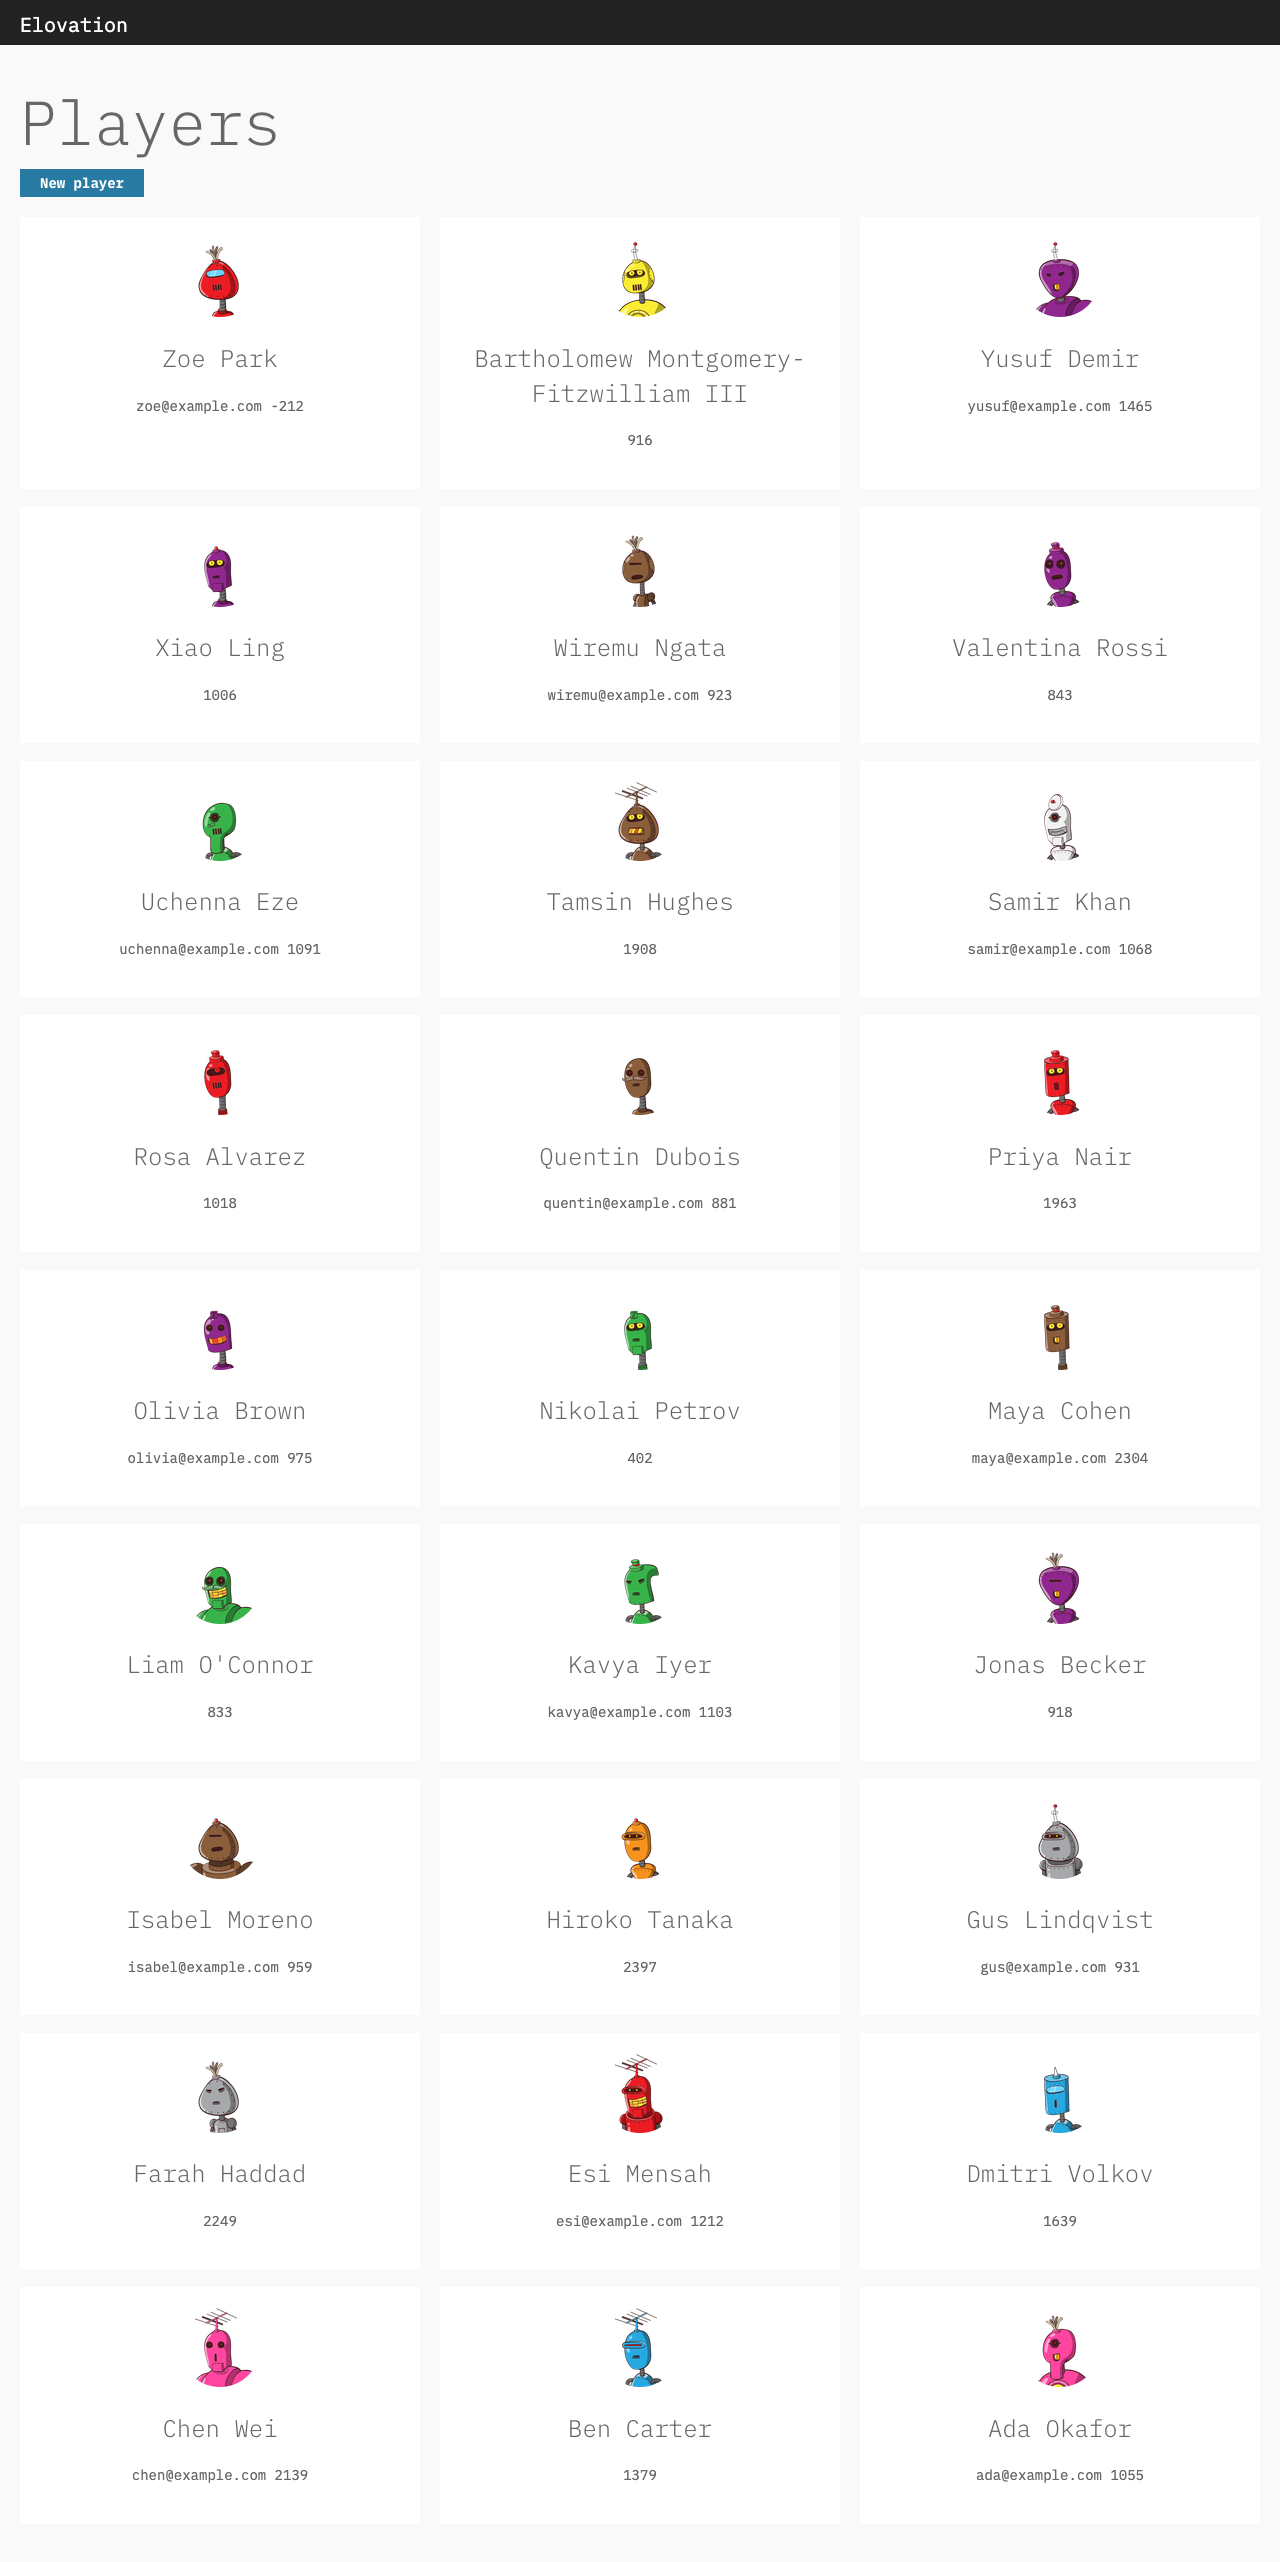 Elovation
Players
New player
Zoe Park
zoe@example.com -212
Bartholomew Montgomery-
Fitzwilliam III
916
Yusuf Demir
yusuf@example.com 1465
Xiao Ling
1006
Wiremu Ngata
wiremu@example.com 923
Valentina Rossi
843
Uchenna Eze
uchenna@example.com 1091
Tamsin Hughes
1908
Samir Khan
samir@example.com 1068
Rosa Alvarez
1018
Quentin Dubois
quentin@example.com 881
Priya Nair
1963
Olivia Brown
olivia@example.com 975
Nikolai Petrov
402
Maya Cohen
maya@example.com 2304
Liam O'Connor
833
Kavya Iyer
kavya@example.com 1103
Jonas Becker
918
Isabel Moreno
isabel@example.com 959
Hiroko Tanaka
2397
Gus Lindqvist
gus@example.com 931
Farah Haddad
2249
Esi Mensah
esi@example.com 1212
Dmitri Volkov
1639
Chen Wei
chen@example.com 2139
Ben Carter
1379
Ada Okafor
ada@example.com 1055